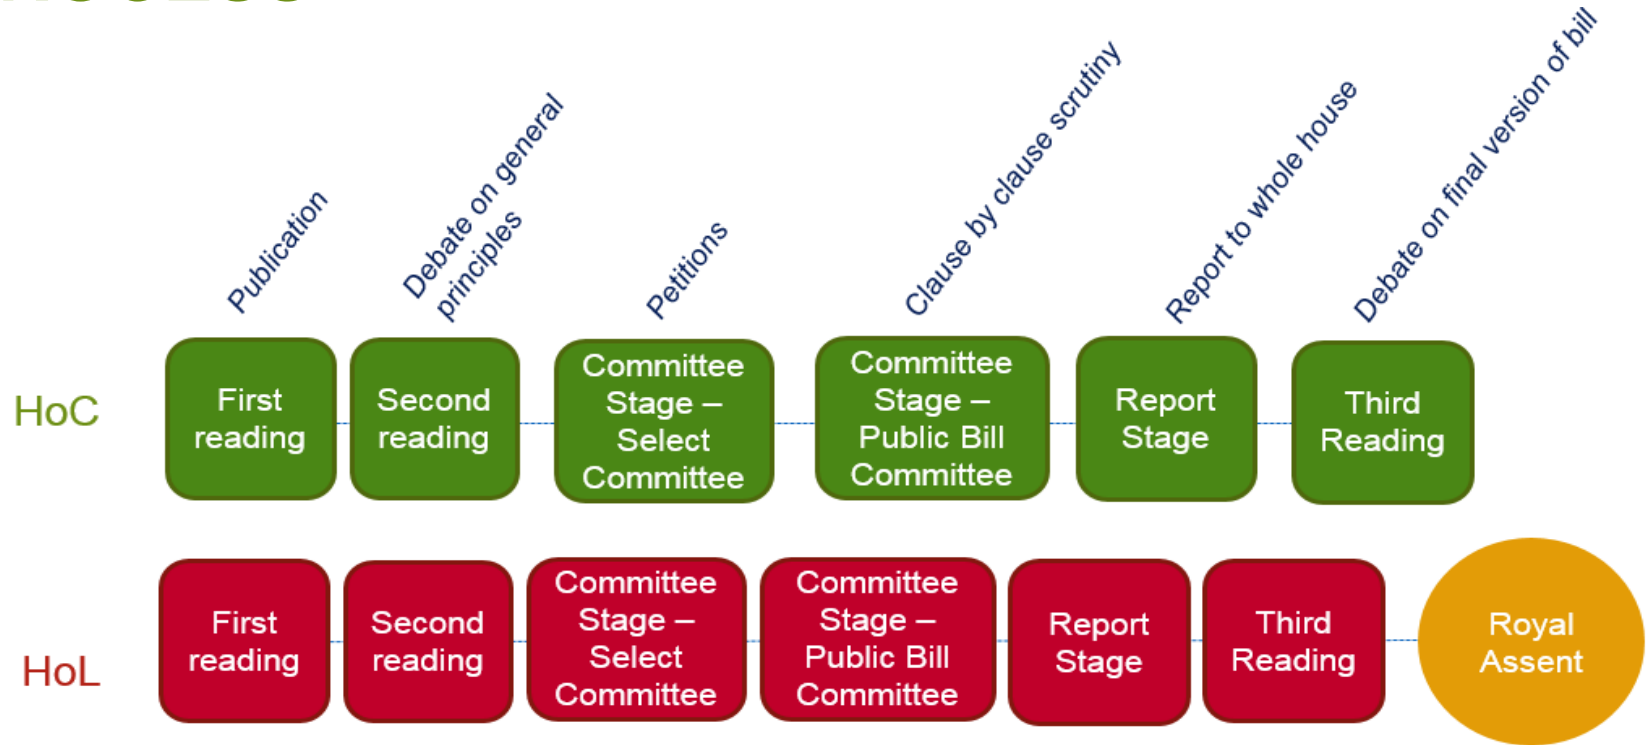 Publication
Debate on general
principles
Petitions
Clause by clause scrutiny
Report to whole house
Debate on final version of bill
HoC
First
reading
Second
reading
Committee
Stage –
Select
Committee
Committee
Stage –
Public Bill
Committee
Report
Stage
Third
Reading
HoL
First
reading
Second
reading
Committee
Stage –
Select
Committee
Committee
Stage –
Public Bill
Committee
Report
Stage
Third
Reading
Royal
Assent